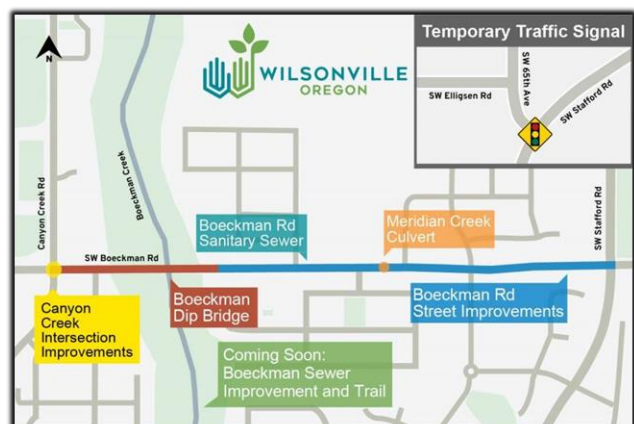 Temporary Traffic Signal
SW 65th Ave
SW Elligsen Rd
SW Stafford Rd
N
WILSONVILLE
OREGON
Canyon Creek Rd
Boeckman Creek
SW Stafford Rd
Boeckman Rd
Sanitary Sewer
Meridian Creek
Culvert
SW Boeckman Rd
Canyon
Creek
Intersection
Improvements
Boeckman
Dip Bridge
Boeckman Rd
Street Improvements
Coming Soon:
Boeckman Sewer
Improvement and Trail